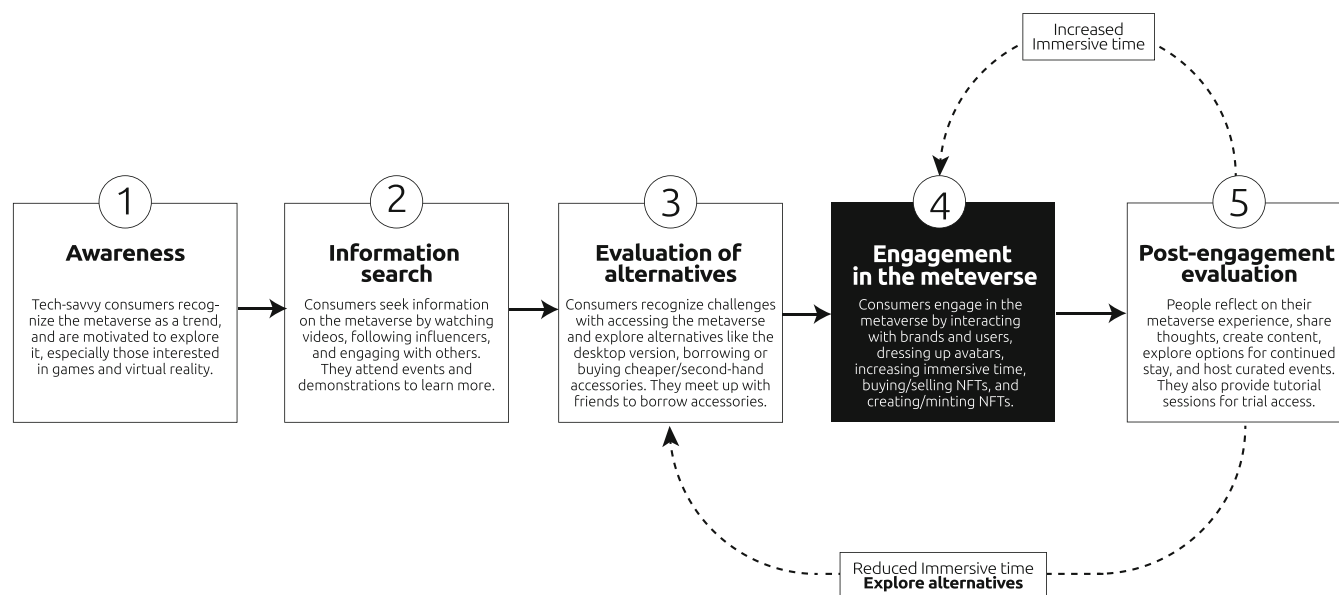 Increased
Immersive time
1
Awareness
Tech-savvy consumers recog-
nize the metaverse as a trend,
and are motivated to explore
it, especially those interested
in games and virtual reality.
2
Information
search
Consumers seek information
on the metaverse by watching
videos, following influencers,
and engaging with others.
They attend events and
demonstrations to learn more.
3
Evaluation of
alternatives
Consumers recognize challenges
with accessing the metaverse
and explore alternatives like the
desktop version, borrowing or
buying cheaper/second-hand
accessories. They meet up with
friends to borrow accessories.
4
Engagement
in the meteverse
Consumers engage in the
metaverse by interacting
with brands and users,
dressing up avatars,
increasing immersive time,
buying/selling NFTs, and
creating/minting NFTs.
5
Post-engagement
evaluation
People reflect on their
metaverse experience, share
thoughts, create content,
explore options for continued
stay, and host curated events.
They also provide tutorial
sessions for trial access.
Reduced Immersive time
Explore alternatives